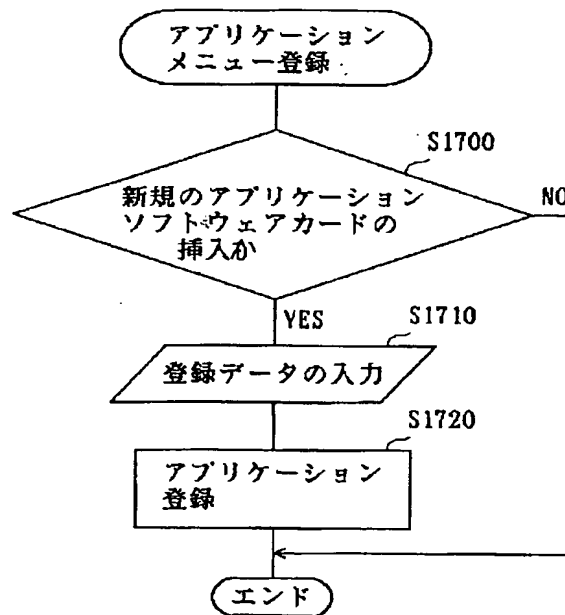 アプリケーション
メニュー登録
S1700
新規のアプリケーション
ソフトウェアカードの
挿入か
NO
YES
S1710
登録データの入力
S1720
アプリケーション
登録
エンド